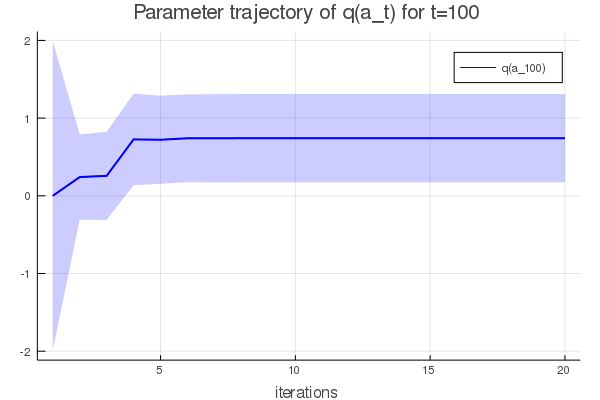 Parameter trajectory of q(a_t) for t=100
q(a_100)
2
1
0
-1
-2
5 10 15 20
iterations